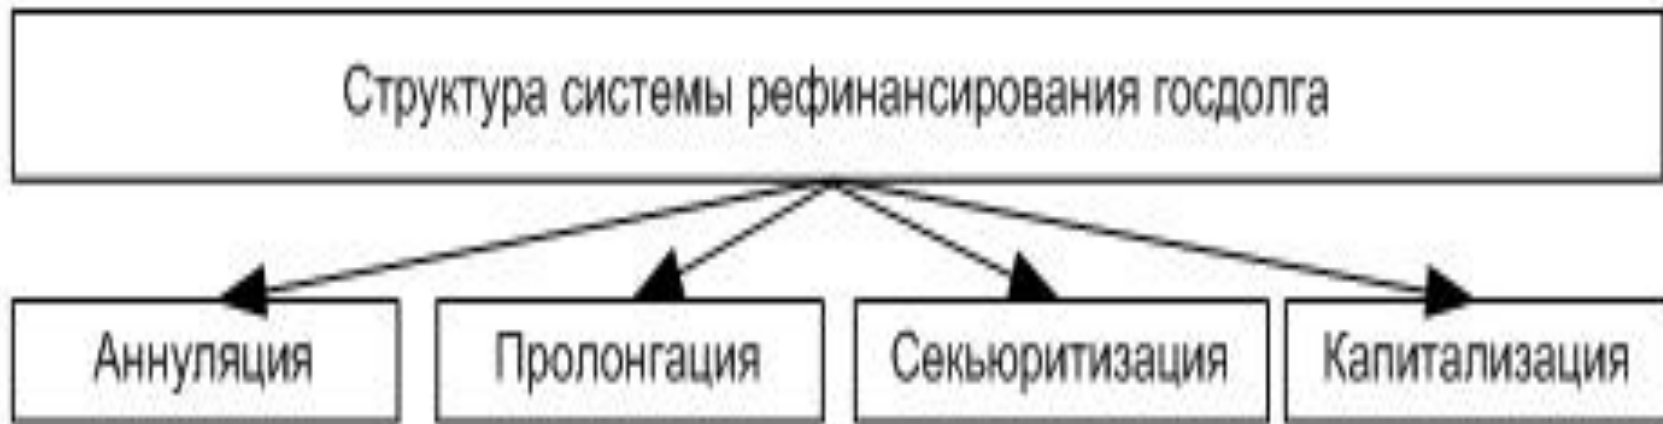 Структура системы рефинансирования госдолга
Аннуляция
Пролонгация
Секьюритизация
Капитализация